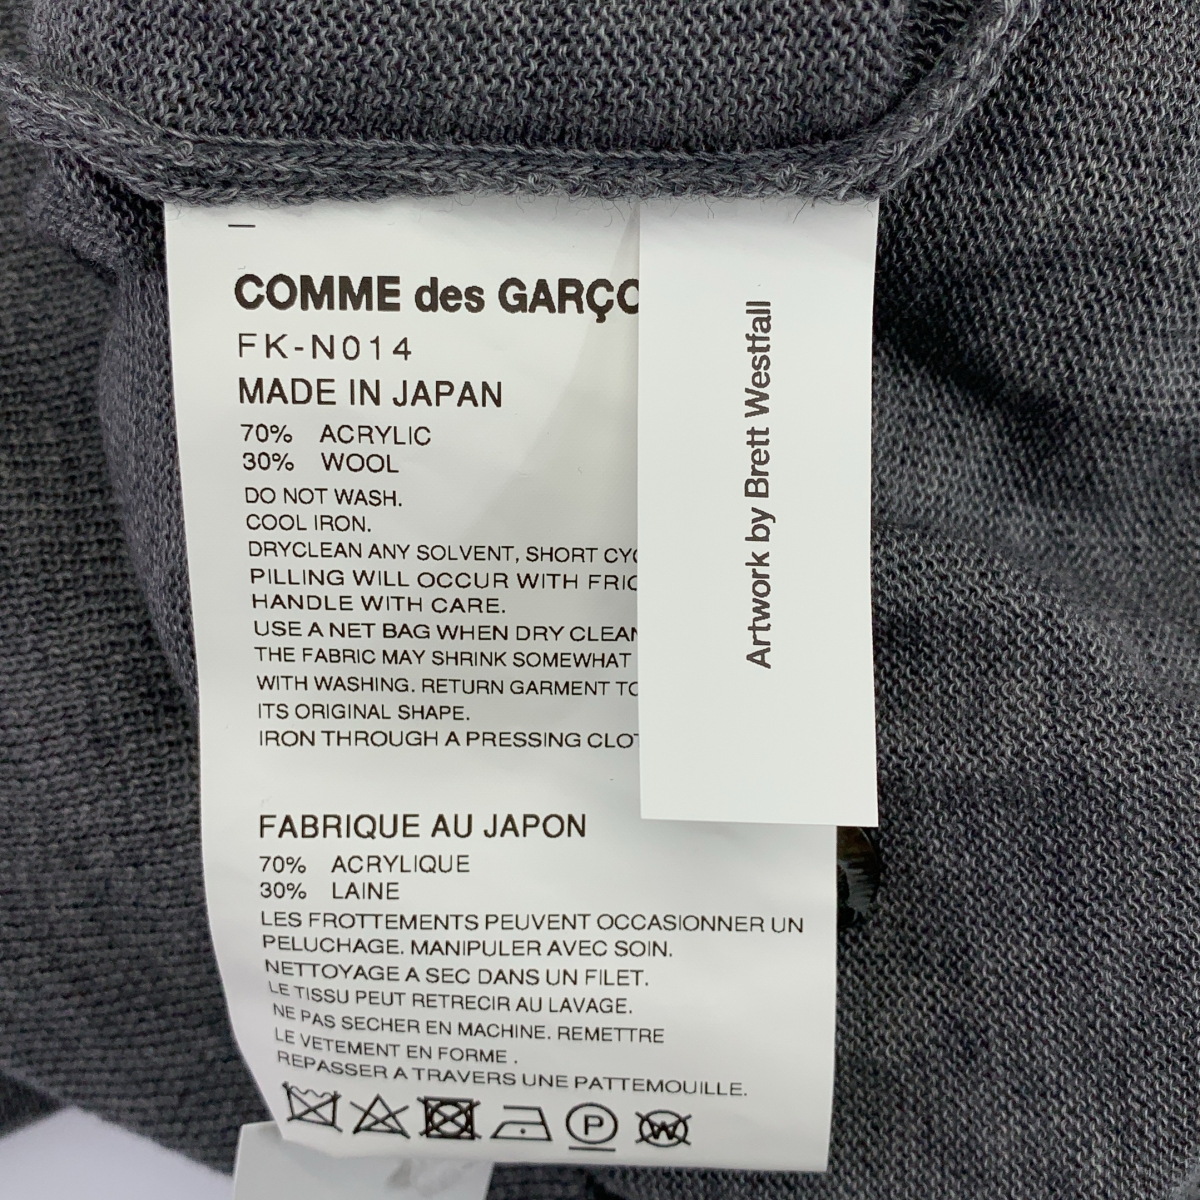 COMME des GARÇO
FK-N014
MADE IN JAPAN
70% ACRYLIC
30% WOOL
DO NOT WASH.
COOL IRON.
DRYCLEAN ANY SOLVENT, SHORT
PILLING WILL OCCUR WITH
HANDLE WITH CARE.
USE A NET BAG WHEN DRY
THE FABRIC MAY SHRINK SOMEWHAT
WITH WASHING. RETURN GARMENT TO
ITS ORIGINAL SHAPE.
IRON THROUGH A PRESSING
FABRIQUE AU JAPON
70% ACRYLIQUE
30% LAINE
LES FROTTEMENTS PEUVENT OCCASIONNER UN
PELUCHAGE. MANIPULER AVEC SOIN.
NETTOYAGE A SEC DANS UN FILET.
LE TISSU PEUT RETRECIR AU LAVAGE.
NE PAS SECHER EN MACHINE. REMETTRE
LE VETEMENT EN FORME .
REPASSER A TRAVERS UNE PATTEMOUILLE.
P W
Artwork by Brett Westfall